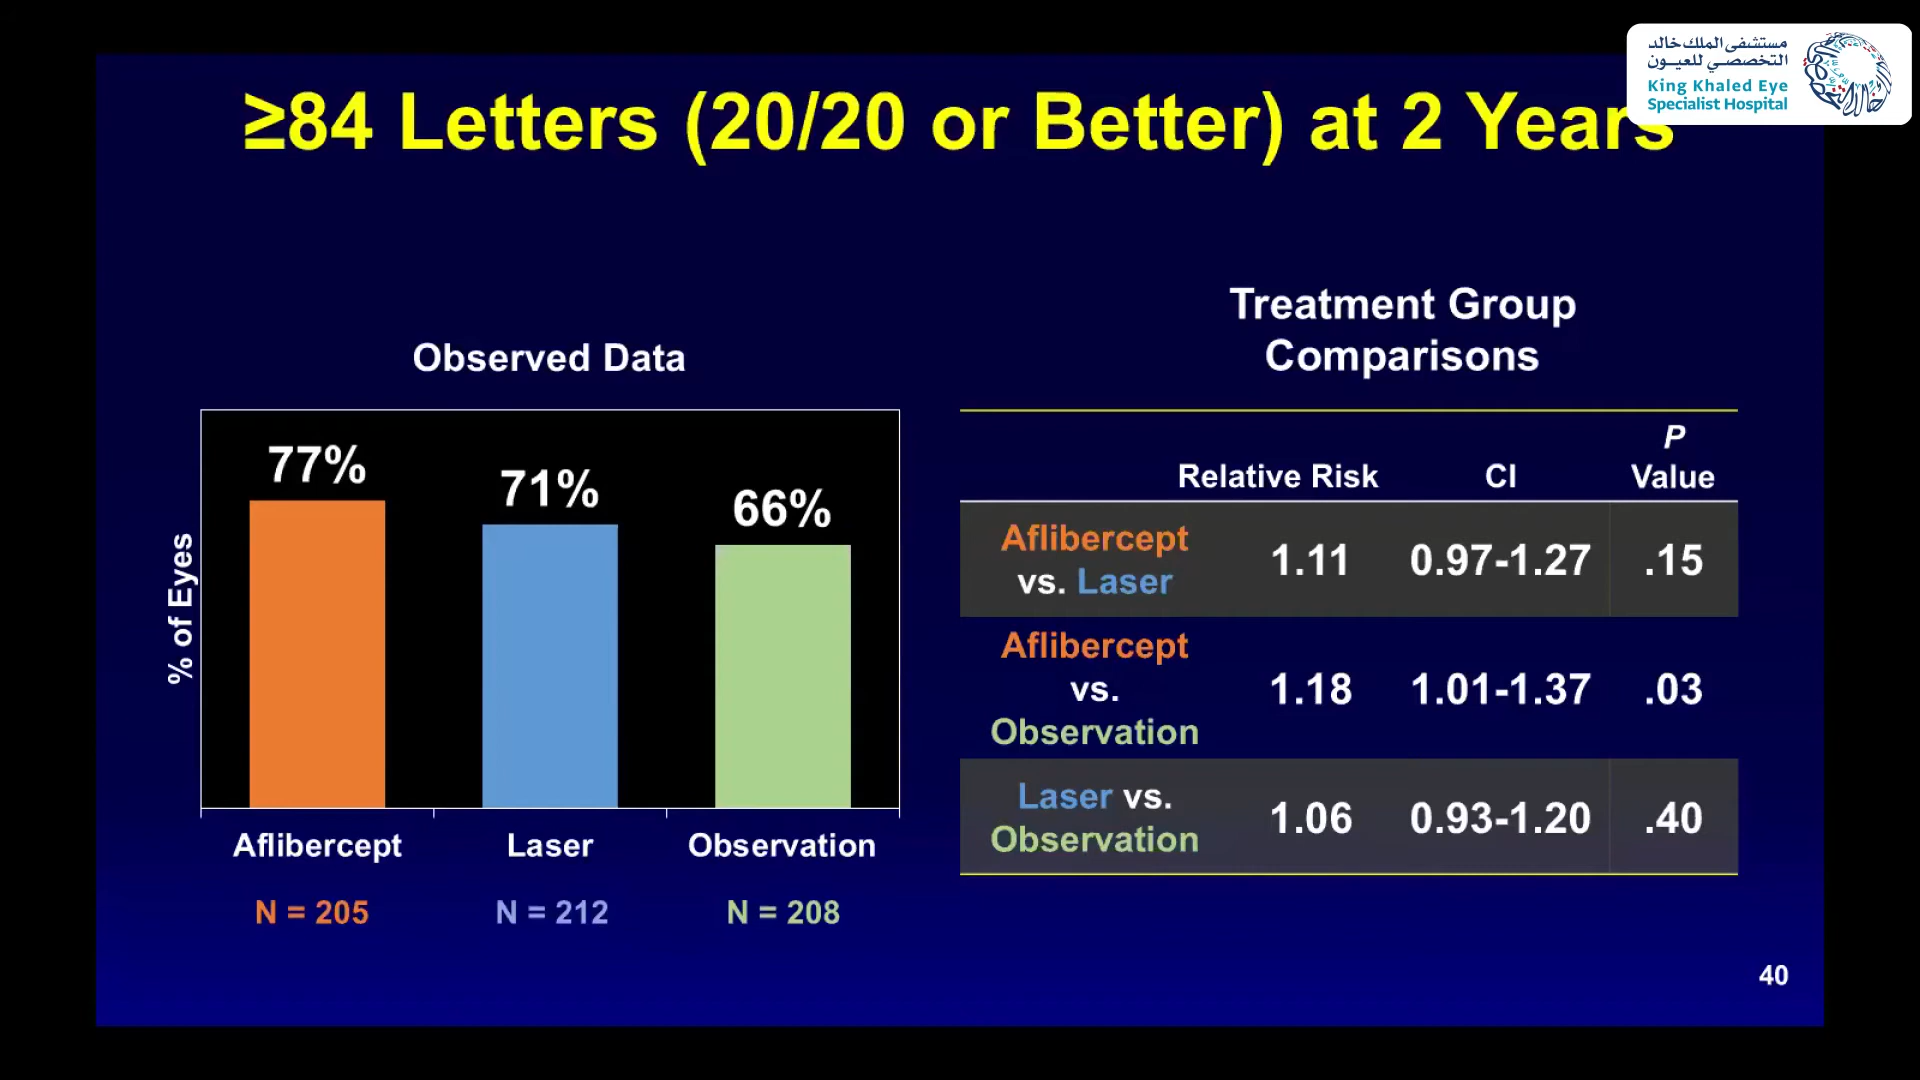 مستشفى الملك خالد
التخصصي للعيون
King Khaled Eye
Specialist Hospital
≥84 Letters (20/20 or Better) at 2 Years
Observed Data
% of Eyes
77%
71%
66%
Aflibercept Laser Observation
N = 205 N = 212 N = 208
Treatment Group
Comparisons
Relative Risk CI P Value
Aflibercept
vs. Laser 1.11 0.97-1.27 .15
Aflibercept
vs. 1.18 1.01-1.37 .03
Observation
Laser vs.
Observation 1.06 0.93-1.20 .40
40